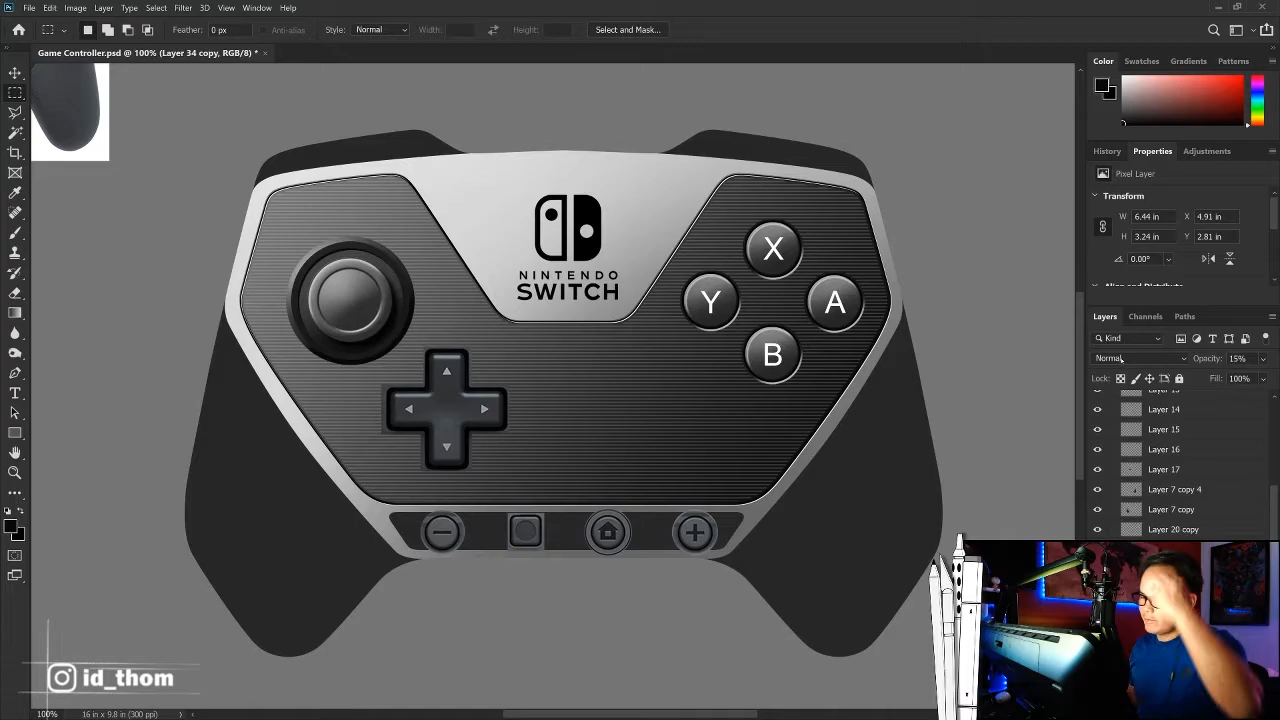 File Edit Image Layer Type Select Filter 3D View Window Help
Feather: 0 px Anti-alias Style: Normal Width: Height: Select and Mask...
Game Controller.psd @ 100% (Layer 34 copy, RGB/8) *
Color Swatches Gradients Patterns
History Properties Adjustments
Pixel Layer
Transform
W 6.44 in X 4.91 in
H 3.24 in Y 2.81 in
0.00°
Layers Channels Paths
Kind
Normal Opacity: 15%
Lock: Fill: 100%
Layer 14
Layer 15
Layer 16
Layer 17
Layer 7 copy 4
Layer 7 copy
Layer 20 copy
NINTENDO
SWITCH
X
Y A
B
id_thom
100% 16 in x 9.8 in (300 ppi)